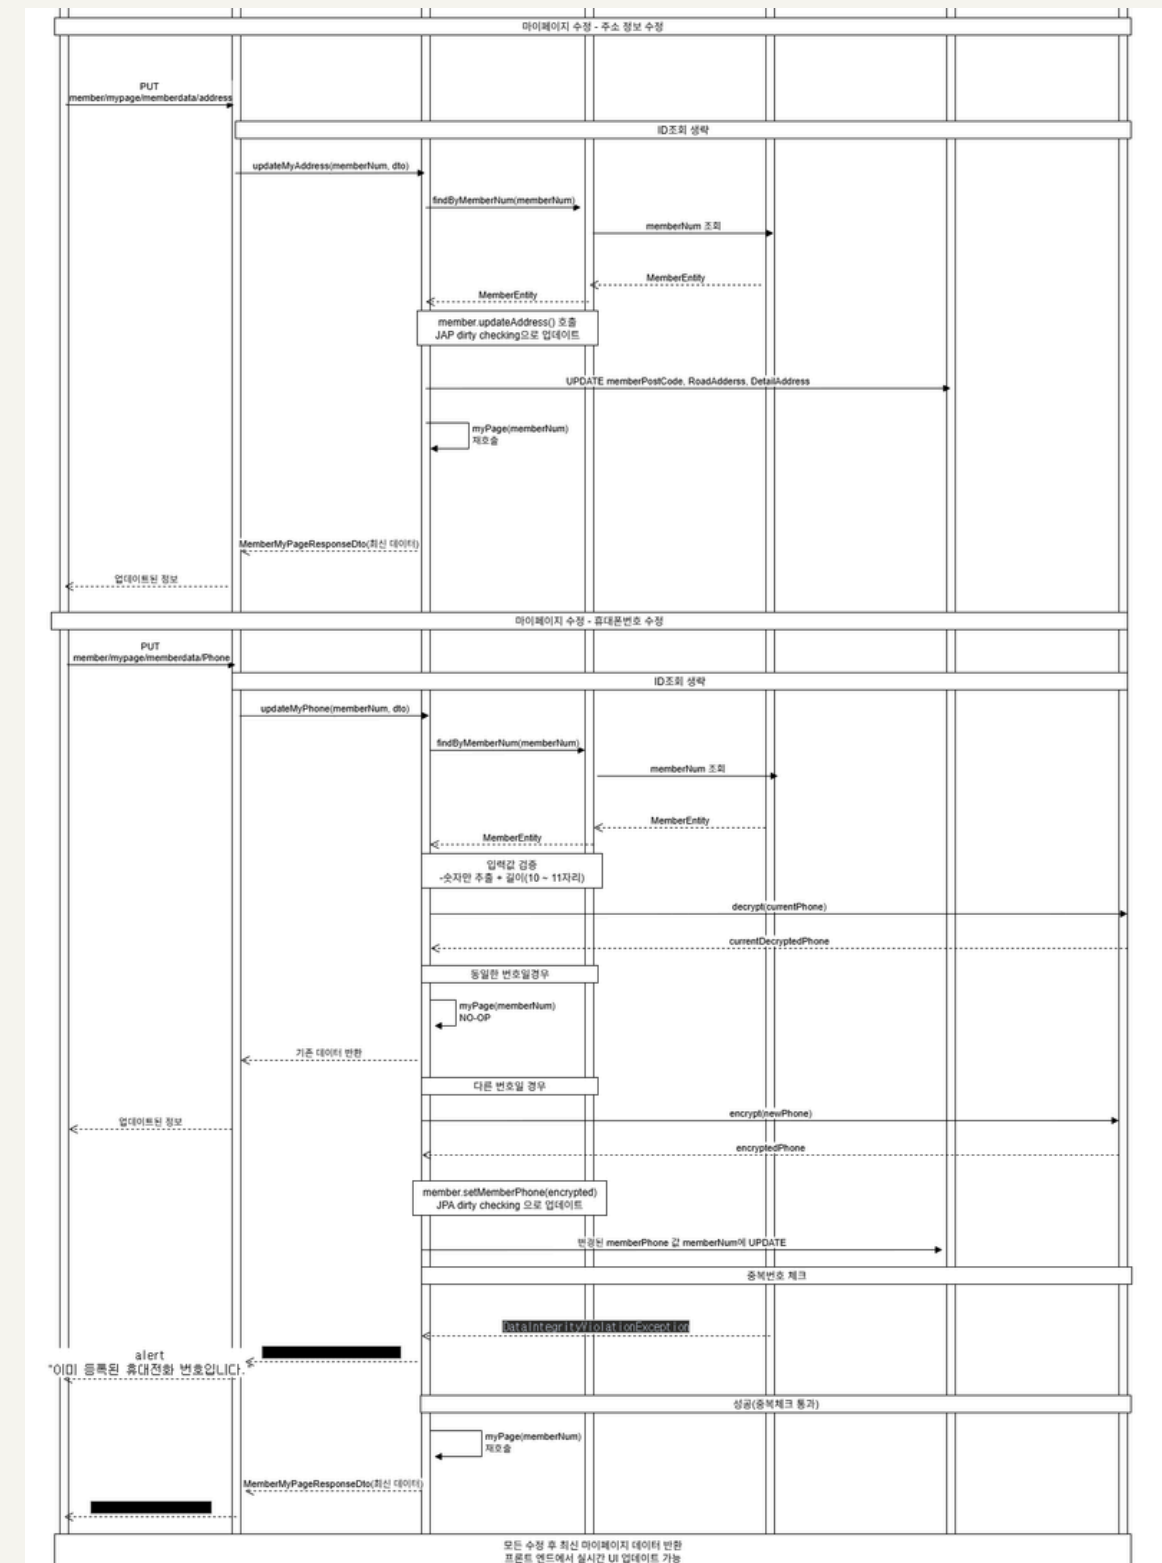 마이페이지 수정 - 주소 정보 수정
PUT
member/mypage/memberdata/address
ID조회 생략
updateMyAddress(memberNum, dto)
findByMemberNum(memberNum)
memberNum 조회
MemberEntity
MemberEntity
member.updateAddress() 호출
JAP dirty checking으로 업데이트
UPDATE memberPostCode, RoadAdderss, DetailAddress
myPage(memberNum)
재호출
MemberMyPageResponseDto(최신 데이터)
업데이트된 정보
마이페이지 수정 - 휴대폰번호 수정
PUT
member/mypage/memberdata/Phone
ID조회 생략
updateMyPhone(memberNum, dto)
findByMemberNum(memberNum)
memberNum 조회
MemberEntity
MemberEntity
입력값 검증
-숫자만 추출 + 길이(10 ~ 11자리)
decrypt(currentPhone)
currentDecryptedPhone
동일한 번호일경우
myPage(memberNum)
NO-OP
기존 데이터 반환
다른 번호일 경우
encrypt(newPhone)
업데이트된 정보
encryptedPhone
member.setMemberPhone(encrypted)
JPA dirty checking 으로 업데이트
변경된 memberPhone 값 memberNum에 UPDATE
중복번호 체크
DataIntegrityViolationException
alert
"이미 등록된 휴대전화 번호입니다."
성공(중복체크 통과)
myPage(memberNum)
재호출
MemberMyPageResponseDto(최신 데이터)
모든 수정 후 최신 마이페이지 데이터 반환
프론트 엔드에서 실시간 UI 업데이트 가능